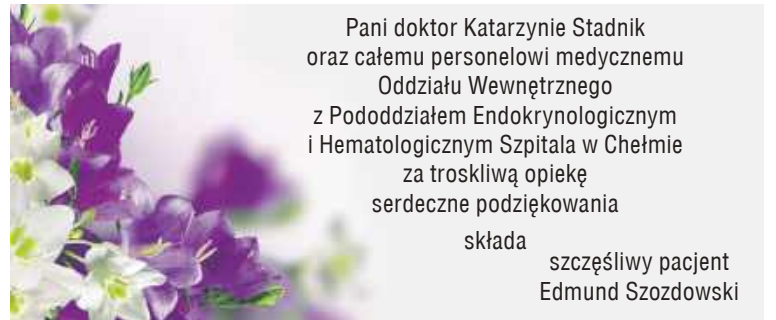 Pani doktor Katarzynie Stadnik
oraz całemu personelowi medycznemu
Oddziału Wewnętrznego
z Pododdziałem Endokrynologicznym
i Hematologicznym Szpitala w Chełmie
za troskliwą opiekę
serdeczne podziękowania
składa
szczęśliwy pacjent
Edmund Szozdowski